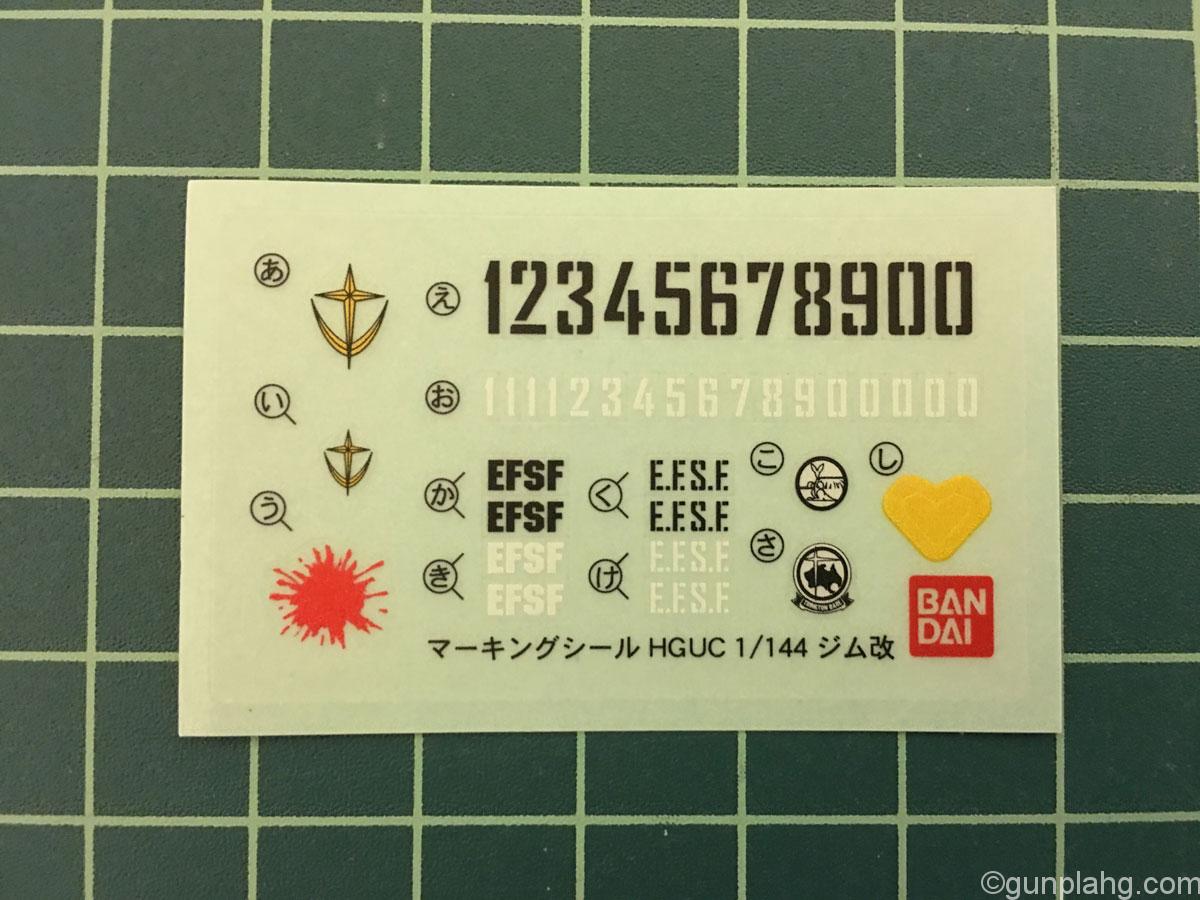 あ
え 12345678900
い
お 11112345678900000
う
か EFSF
EFSF
き EFSF
EFSF
く E.F.S.F.
E.F.S.F.
け E.F.S.F.
E.F.S.F.
こ
さ
し
BAN
DAI
マーキングシール HGUC 1/144 ジム改
©gunplahg.com